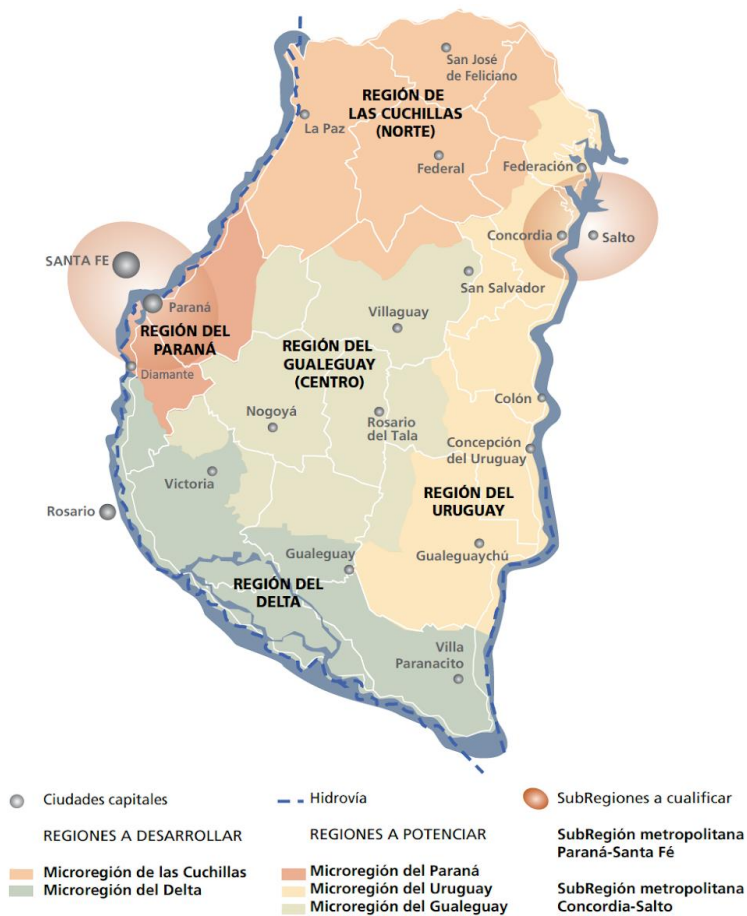 San José
de Feliciano
REGIÓN DE
LAS CUCHILLAS
(NORTE)
La Paz
Federal
Federación
Concordia
Salto
SANTA FE
San Salvador
Paraná
Villaguay
REGIÓN DEL
PARANÁ
REGIÓN DEL
GUALEGUAY
(CENTRO)
Diamante
Colón
Nogoyá
Rosario
del Tala
Concepción
del Uruguay
Victoria
REGIÓN DEL
URUGUAY
Rosario
Gualeguay
Gualeguaychú
REGIÓN DEL
DELTA
Villa
Paranacito
Ciudades capitales
Hidrovía
SubRegiones a cualificar
REGIONES A DESARROLLAR
REGIONES A POTENCIAR
SubRegión metropolitana
Paraná-Santa Fé
Microregión de las Cuchillas
Microregión del Delta
Microregión del Paraná
Microregión del Uruguay
Microregión del Gualeguay
SubRegión metropolitana
Concordia-Salto